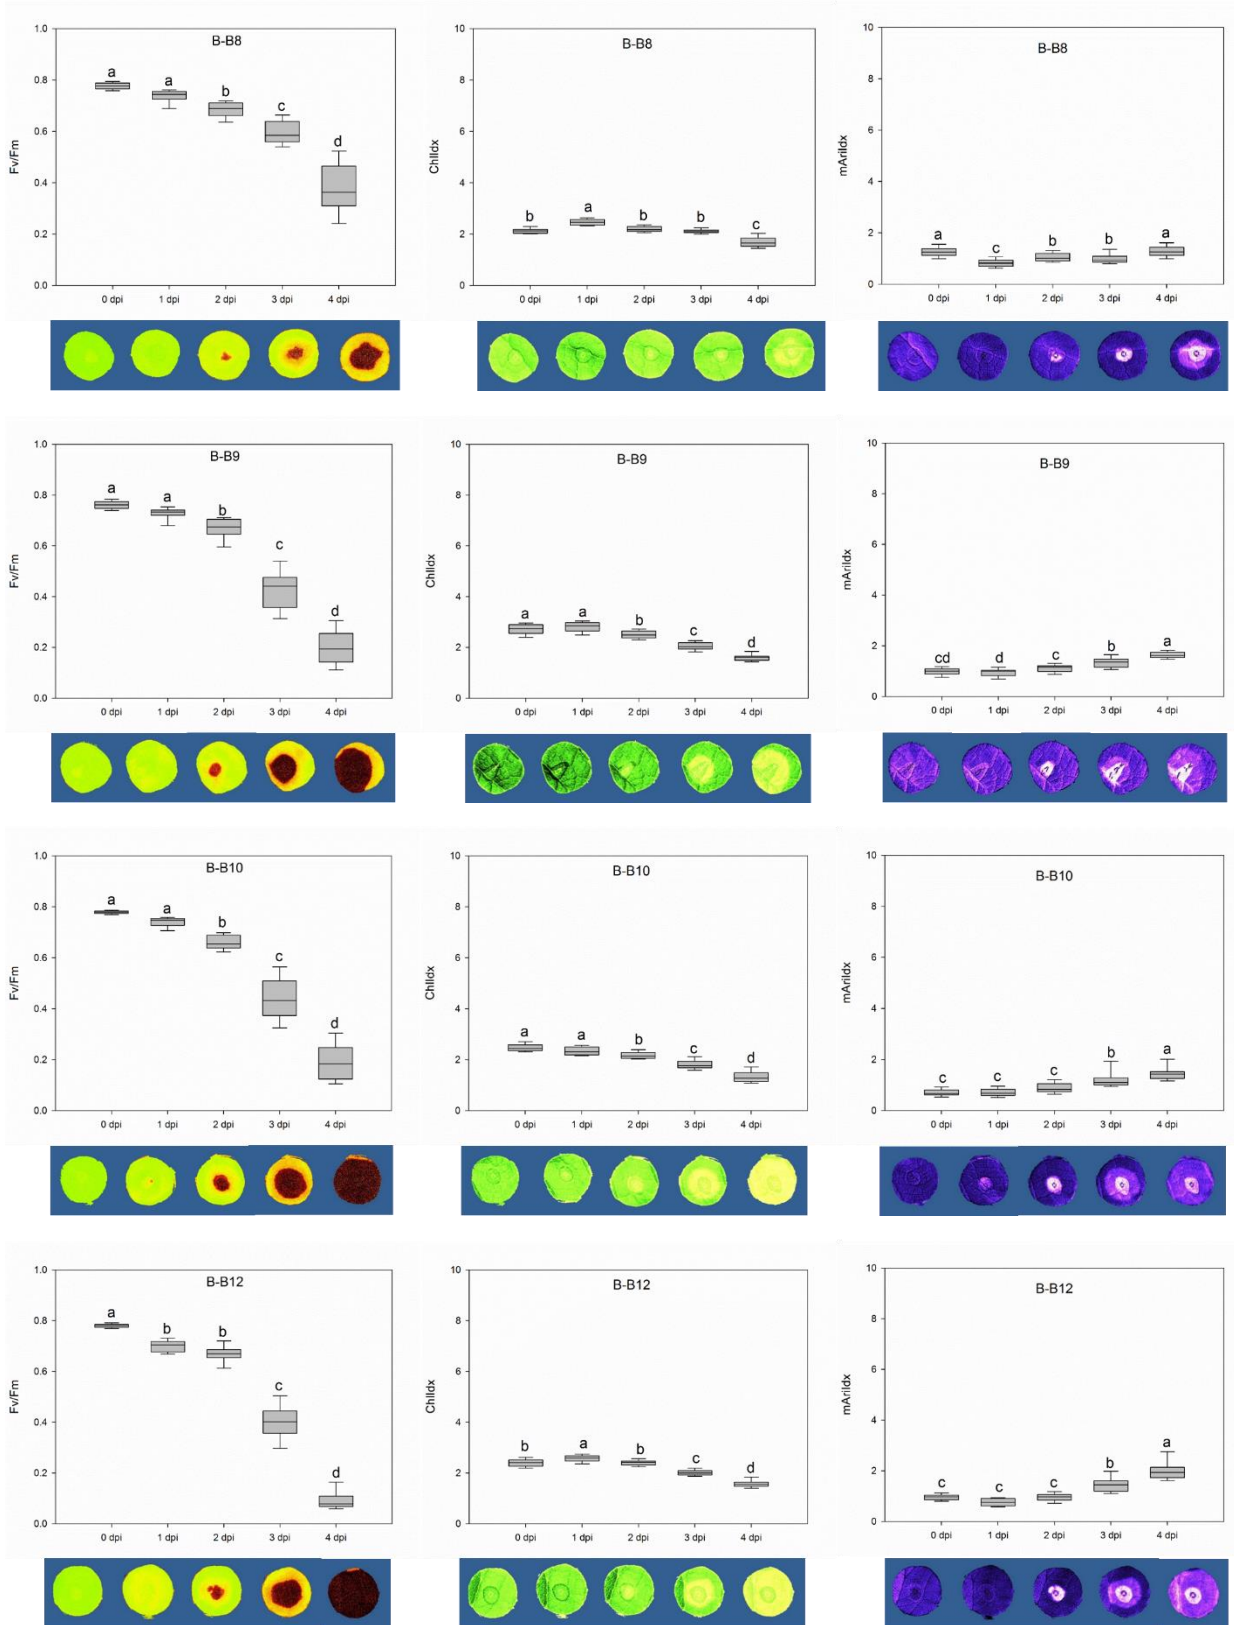 B-B8
Fv/Fm
1.0
0.8
0.6
0.4
0.2
0.0
a a b c d
0 dpi 1 dpi 2 dpi 3 dpi 4 dpi
B-B8
ChlIdx
10
8
6
4
2
0
b a b b c
0 dpi 1 dpi 2 dpi 3 dpi 4 dpi
B-B8
mAriIdx
10
8
6
4
2
0
a c b b a
0 dpi 1 dpi 2 dpi 3 dpi 4 dpi
B-B9
Fv/Fm
1.0
0.8
0.6
0.4
0.2
0.0
a a b c d
0 dpi 1 dpi 2 dpi 3 dpi 4 dpi
B-B9
ChlIdx
10
8
6
4
2
0
a a b c d
0 dpi 1 dpi 2 dpi 3 dpi 4 dpi
B-B9
mAriIdx
10
8
6
4
2
0
cd d c b a
0 dpi 1 dpi 2 dpi 3 dpi 4 dpi
B-B10
Fv/Fm
1.0
0.8
0.6
0.4
0.2
0.0
a a b c d
0 dpi 1 dpi 2 dpi 3 dpi 4 dpi
B-B10
ChlIdx
10
8
6
4
2
0
a a b c d
0 dpi 1 dpi 2 dpi 3 dpi 4 dpi
B-B10
mAriIdx
10
8
6
4
2
0
c c c b a
0 dpi 1 dpi 2 dpi 3 dpi 4 dpi
B-B12
Fv/Fm
1.0
0.8
0.6
0.4
0.2
0.0
a b b c d
0 dpi 1 dpi 2 dpi 3 dpi 4 dpi
B-B12
ChlIdx
10
8
6
4
2
0
b a b c d
0 dpi 1 dpi 2 dpi 3 dpi 4 dpi
B-B12
mAriIdx
10
8
6
4
2
0
c c c b a
0 dpi 1 dpi 2 dpi 3 dpi 4 dpi